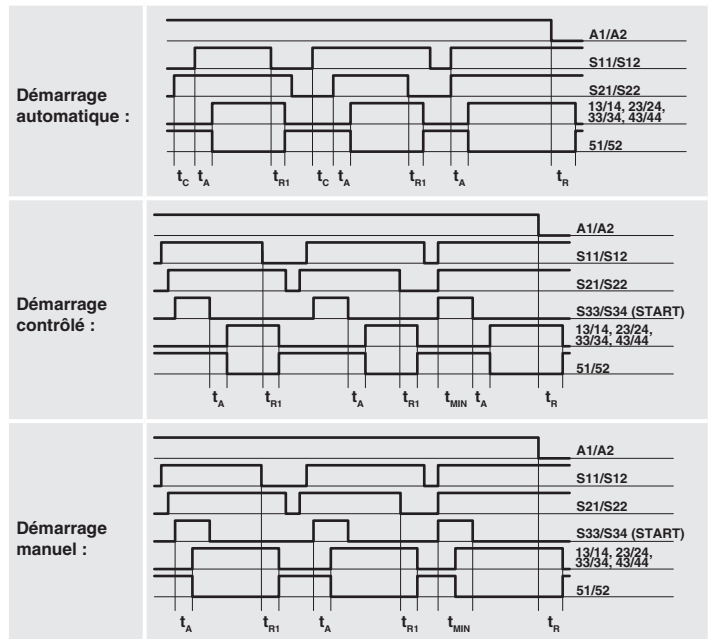 Démarrage
automatique :
A1/A2
S11/S12
S21/S22
13/14, 23/24,
33/34, 43/44
51/52
tC tA tR1 tC tA tR1 tA tR
Démarrage
contrôlé :
A1/A2
S11/S12
S21/S22
S33/S34 (START)
13/14, 23/24,
33/34, 43/44
51/52
tA tR1 tA tR1 tMIN tA tR
Démarrage
manuel :
A1/A2
S11/S12
S21/S22
S33/S34 (START)
13/14, 23/24,
33/34, 43/44
51/52
tA tR1 tA tR1 tMIN tR